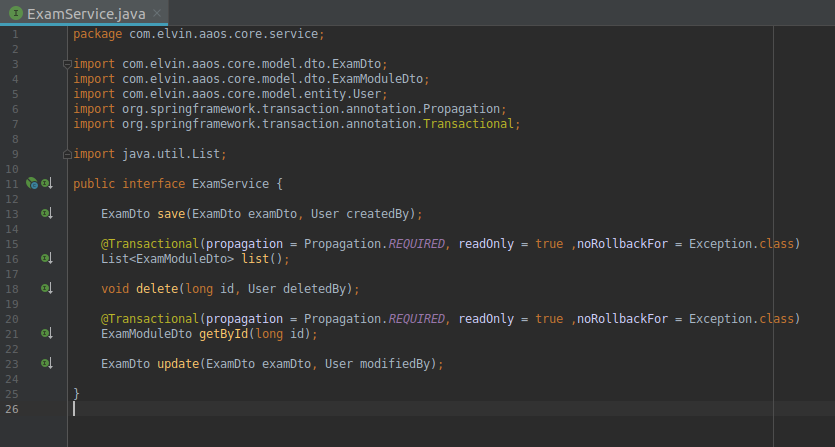 ExamService.java
1 package com.elvin.aaos.core.service;
2
3 import com.elvin.aaos.core.model.dto.ExamDto;
4 import com.elvin.aaos.core.model.dto.ExamModuleDto;
5 import com.elvin.aaos.core.model.entity.User;
6 import org.springframework.transaction.annotation.Propagation;
7 import org.springframework.transaction.annotation.Transactional;
8
9 import java.util.List;
10
11 public interface ExamService {
12
13 ExamDto save(ExamDto examDto, User createdBy);
14
15 @Transactional(propagation = Propagation.REQUIRED, readOnly = true ,noRollbackFor = Exception.class)
16 List<ExamModuleDto> list();
17
18 void delete(long id, User deletedBy);
19
20 @Transactional(propagation = Propagation.REQUIRED, readOnly = true ,noRollbackFor = Exception.class)
21 ExamModuleDto getById(long id);
22
23 ExamDto update(ExamDto examDto, User modifiedBy);
24
25 }
26